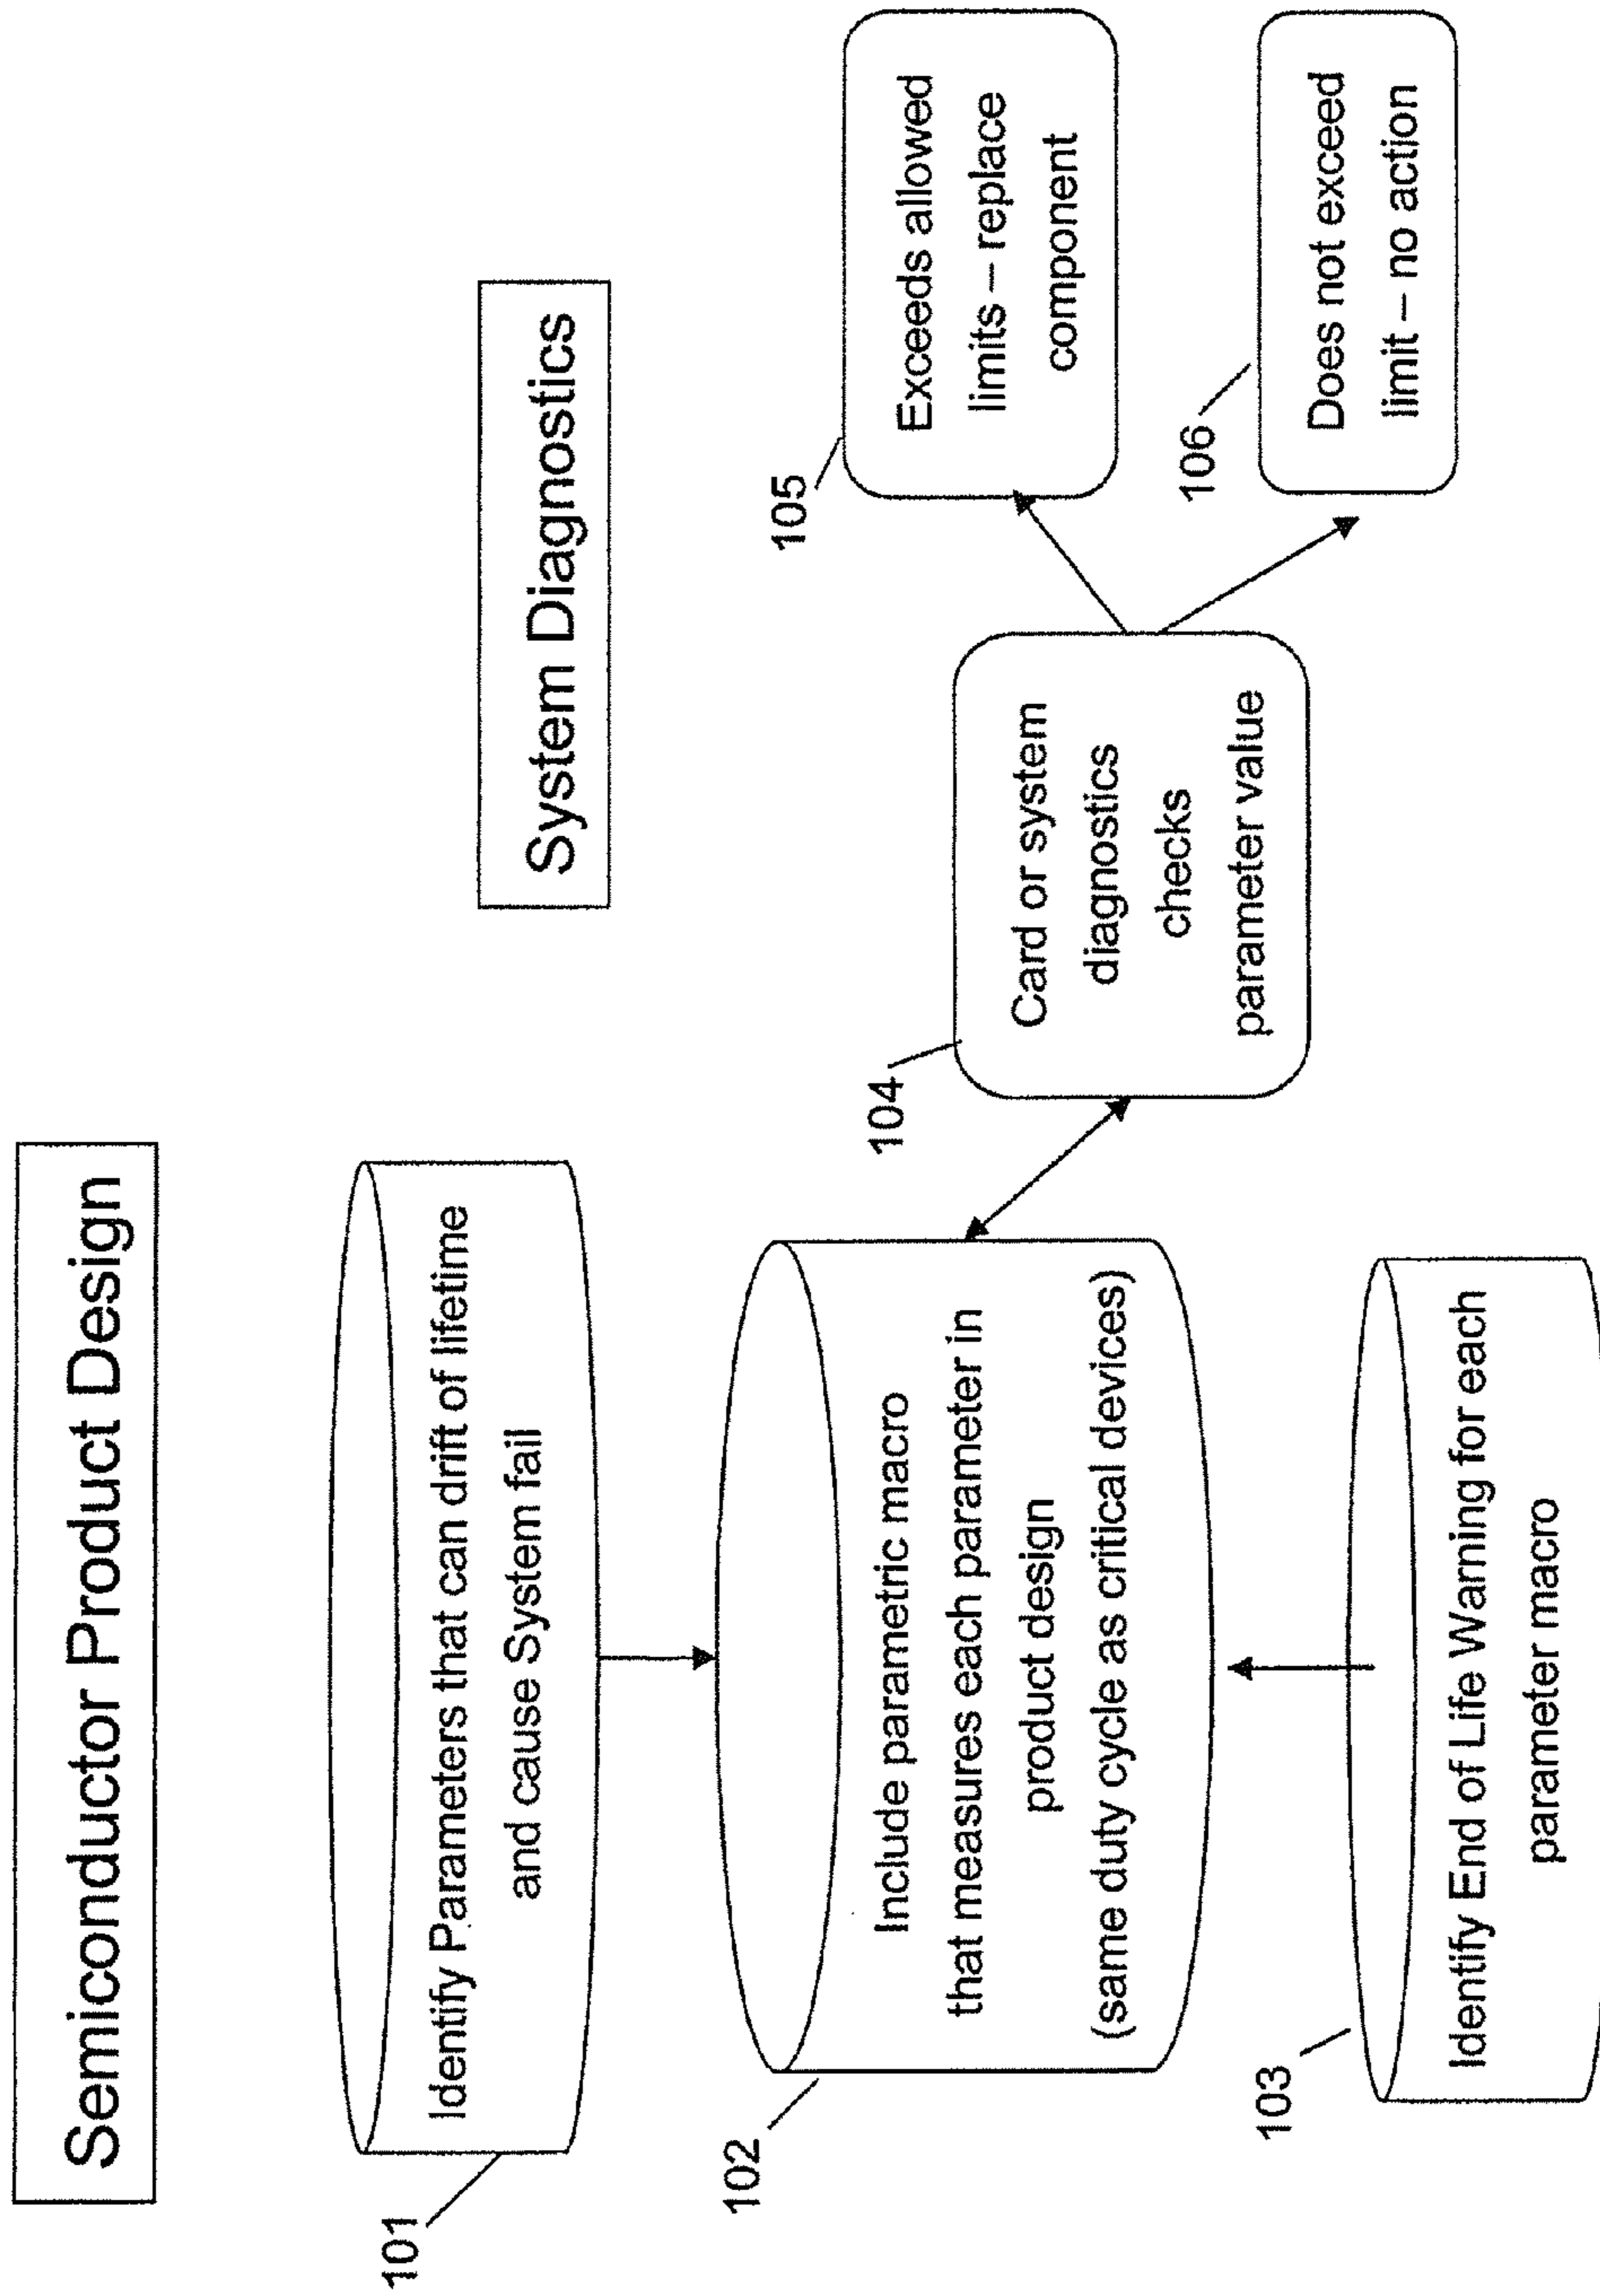 Semiconductor Product Design
System Diagnostics
101
Identify Parameters that can drift of lifetime
and cause System fail
102
Include parametric macro
that measures each parameter in
product design
(same duty cycle as critical devices)
103
Identify End of Life Warning for each
parameter macro
104
Card or system
diagnostics
checks
parameter value
105
Exceeds allowed
limits – replace
component
106
Does not exceed
limit – no action